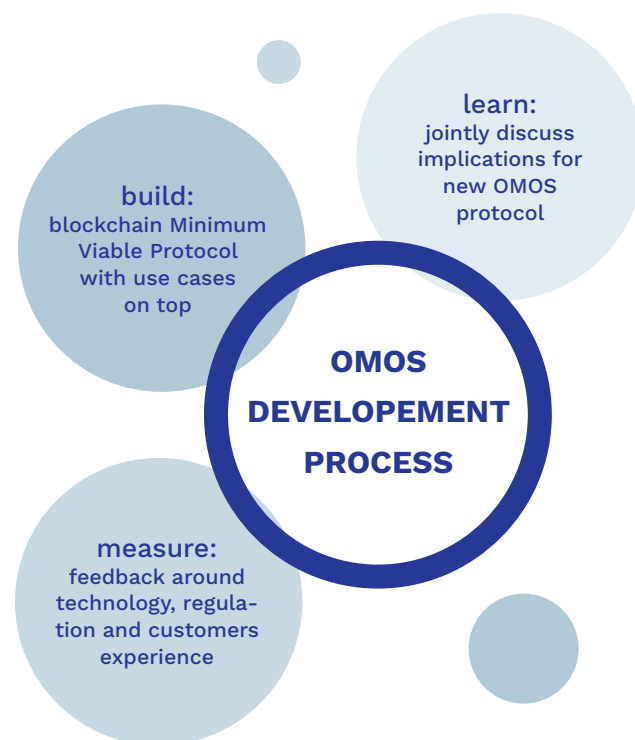 learn:
jointly discuss
implications for
new OMOS
protocol
build:
blockchain Minimum
Viable Protocol
with use cases
on top
OMOS
DEVELOPEMENT
PROCESS
measure:
feedback around
technology, regula-
tion and customers
experience